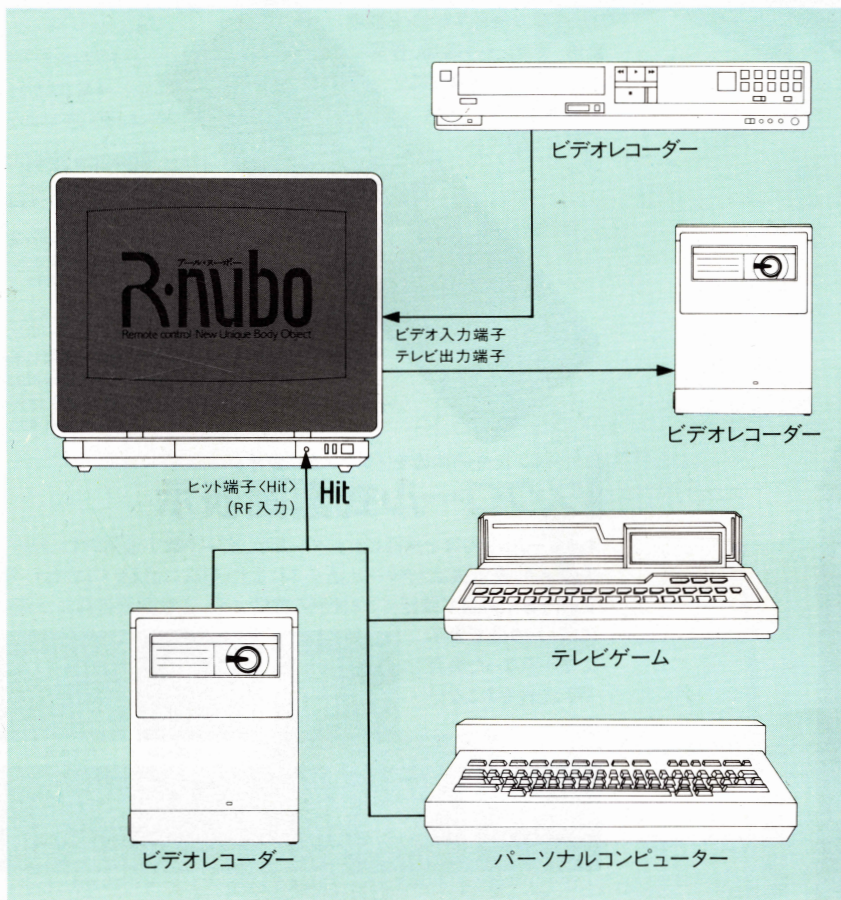 ビデオレコーダー
アール・ヌーボー
R・nubo
Remote control・New Unique Body Object
ビデオ入力端子
テレビ出力端子
ビデオレコーダー
ヒット端子〈Hit〉
(RF入力)
Hit
テレビゲーム
ビデオレコーダー
パーソナルコンピューター